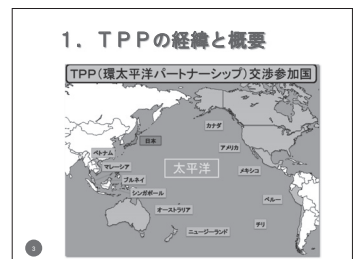 1．ＴＰＰの経緯と概要
TPP(環太平洋パートナーシップ)交渉参加国
カナダ
日本
アメリカ
ベトナム
太平洋
マレーシア
メキシコ
ブルネイ
シンガポール
ペルー
オーストラリア
チリ
ニュージーランド
3